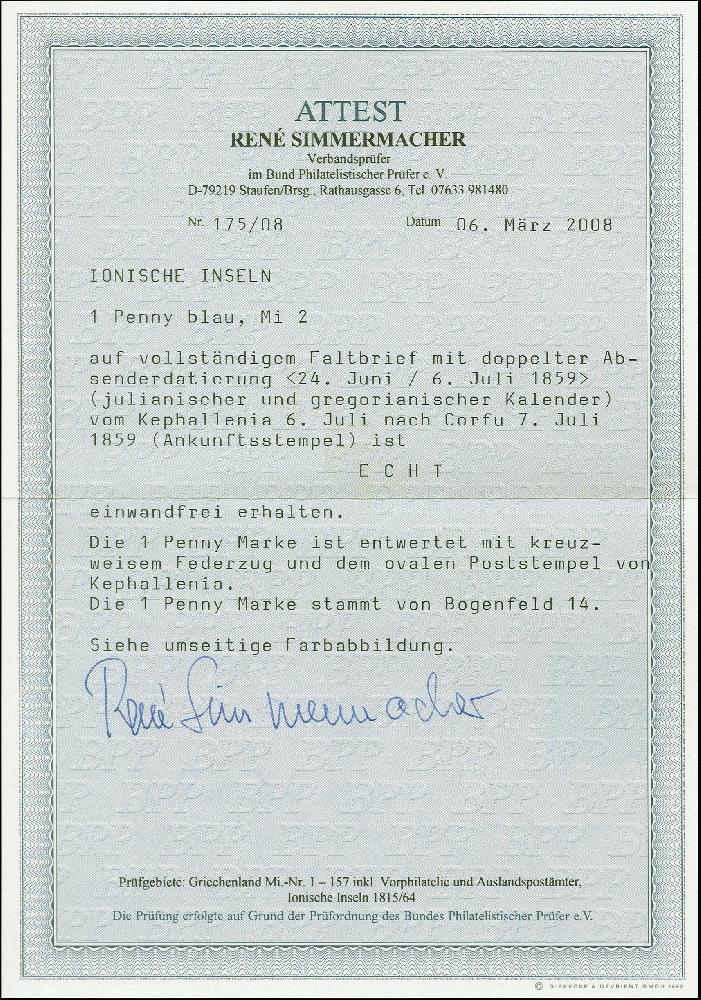 ATTEST
RENÉ SIMMERMACHER
Verbandsprüfer
im Bund Philatelistischer Prüfer e. V.
D-79219 Staufen/Brsg., Rathausgasse 6, Tel. 07633 981480
Nr. 175/08 Datum 06. März 2008
IONISCHE INSELN
1 Penny blau, Mi 2
auf vollständigem Faltbrief mit doppelter Ab-
senderdatierung <24. Juni / 6. Juli 1859>
(julianischer und gregorianischer Kalender)
vom Kephallenia 6. Juli nach Corfu 7. Juli
1859 (Ankunftsstempel) ist
E C H T
einwandfrei erhalten.
Die 1 Penny Marke ist entwertet mit kreuz-
weisem Federzug und dem ovalen Poststempel von
Kephallenia.
Die 1 Penny Marke stammt von Bogenfeld 14.
Siehe umseitige Farbabbildung.
René Simmermacher
Prüfgebiete: Griechenland Mi.-Nr. 1 – 157 inkl. Vorphilatelie und Auslandspostämter,
Ionische Inseln 1815/64
Die Prüfung erfolgte auf Grund der Prüfordnung des Bundes Philatelistischer Prüfer e.V.
© GIESECKE & DEVRIENT GMBH 1992